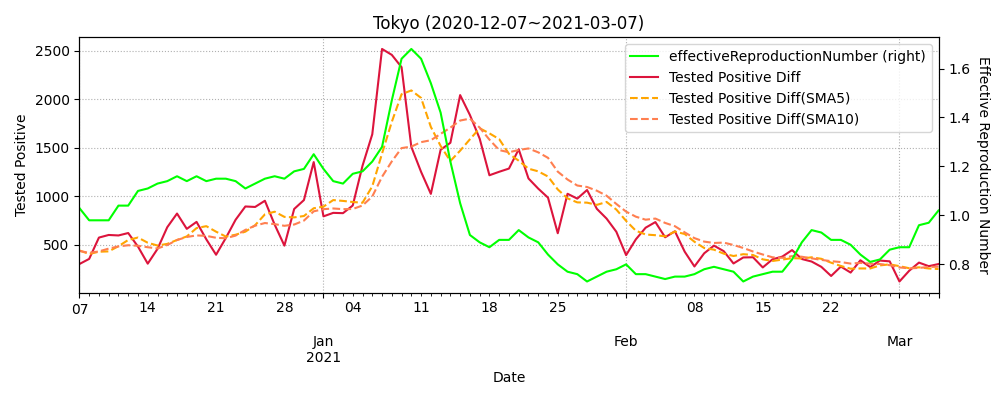 Tokyo (2020-12-07~2021-03-07)
effectiveReproductionNumber (right)
Tested Positive Diff
Tested Positive Diff(SMA5)
Tested Positive Diff(SMA10)
Tested Positive
2500
2000
1500
1000
500
1.6
1.4
1.2
1.0
0.8
Effective Reproduction Number
07 14 21 28 04 11 18 25 08 15 22
Jan Feb Mar
2021
Date